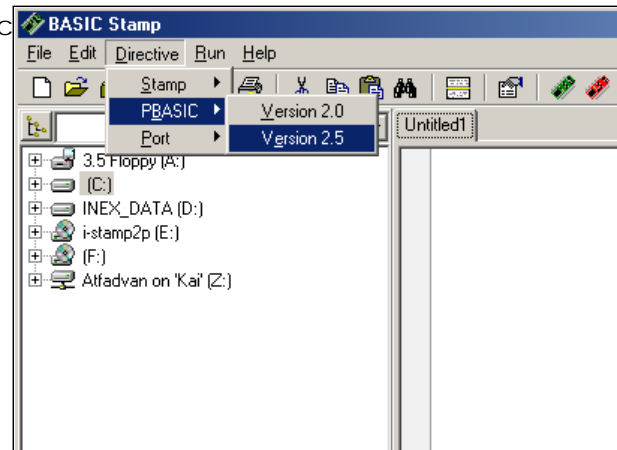 C
BASIC Stamp
File Edit Directive Run Help
Stamp
PBASIC
Port
Version 2.0
Version 2.5
Untitled1
3.5 Floppy (A:)
(C:)
INEX_DATA (D:)
i-stamp2p (E:)
(F:)
Atfadvan on 'Kai' (Z:)